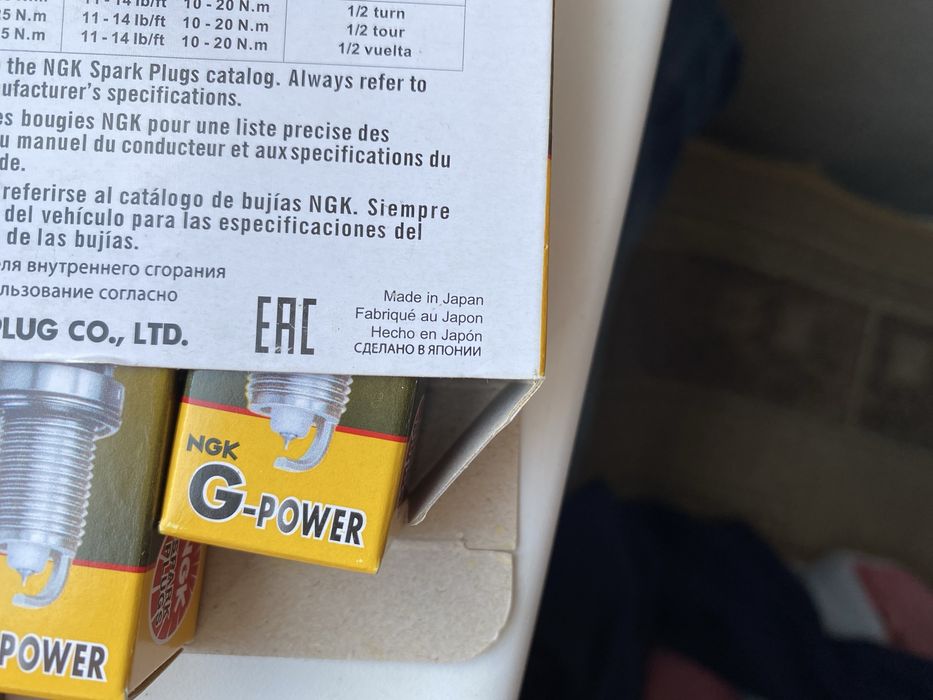 5 N.m 11 - 14 lb/ft 10 - 20 N.m 1/2 turn
5 N.m 11 - 14 lb/ft 10 - 20 N.m 1/2 tour
11 - 14 lb/ft 10 - 20 N.m 1/2 vuelta
the NGK Spark Plugs catalog. Always refer to
ufacturer's specifications.
es bougies NGK pour une liste precise des
u manuel du conducteur et aux specifications du
de.
referirse al catálogo de bujías NGK. Siempre
del vehículo para las especificaciones del
de las bujías.
ля внутреннего сгорания
льзование согласно
PLUG CO., LTD.
EAC
Made in Japan
Fabriqué au Japon
Hecho en Japón
СДЕЛАНО В ЯПОНИИ
NGK
G-POWER
NGK
SPARK
PLUGS
POWER